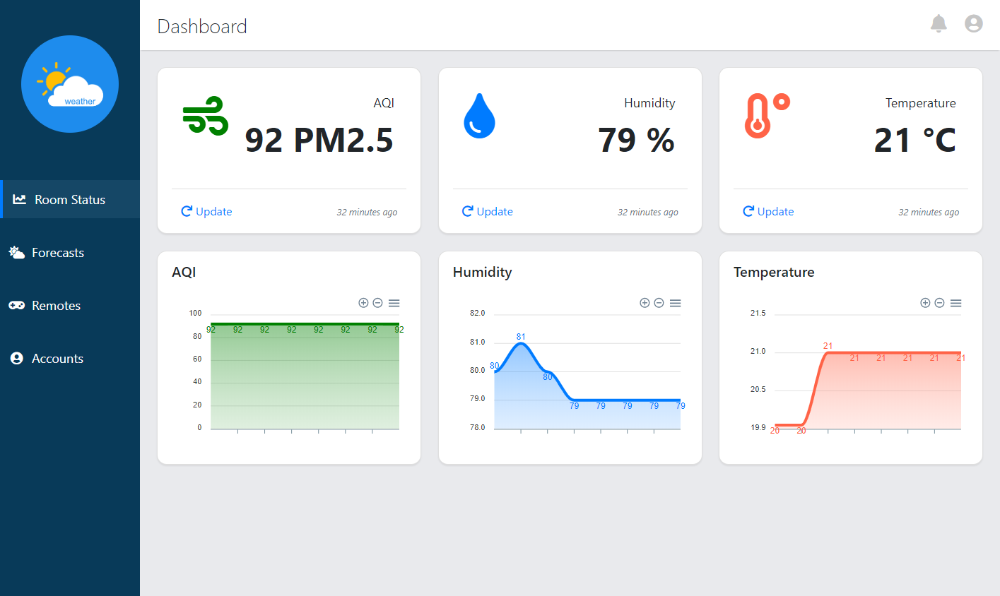 weather
Room Status
Forecasts
Remotes
Accounts
Dashboard
AQI
92 PM2.5
Update
32 minutes ago
Humidity
79 %
Update
32 minutes ago
Temperature
21 °C
Update
32 minutes ago
AQI
100
80
60
40
20
0
92 92 92 92 92 92 92 92
Humidity
82.0
81.0
80.0
79.0
78.0
80 81 80 79 79 79 79 79
Temperature
21.5
21.0
20.5
19.9
20 20 21 21 21 21 21 21